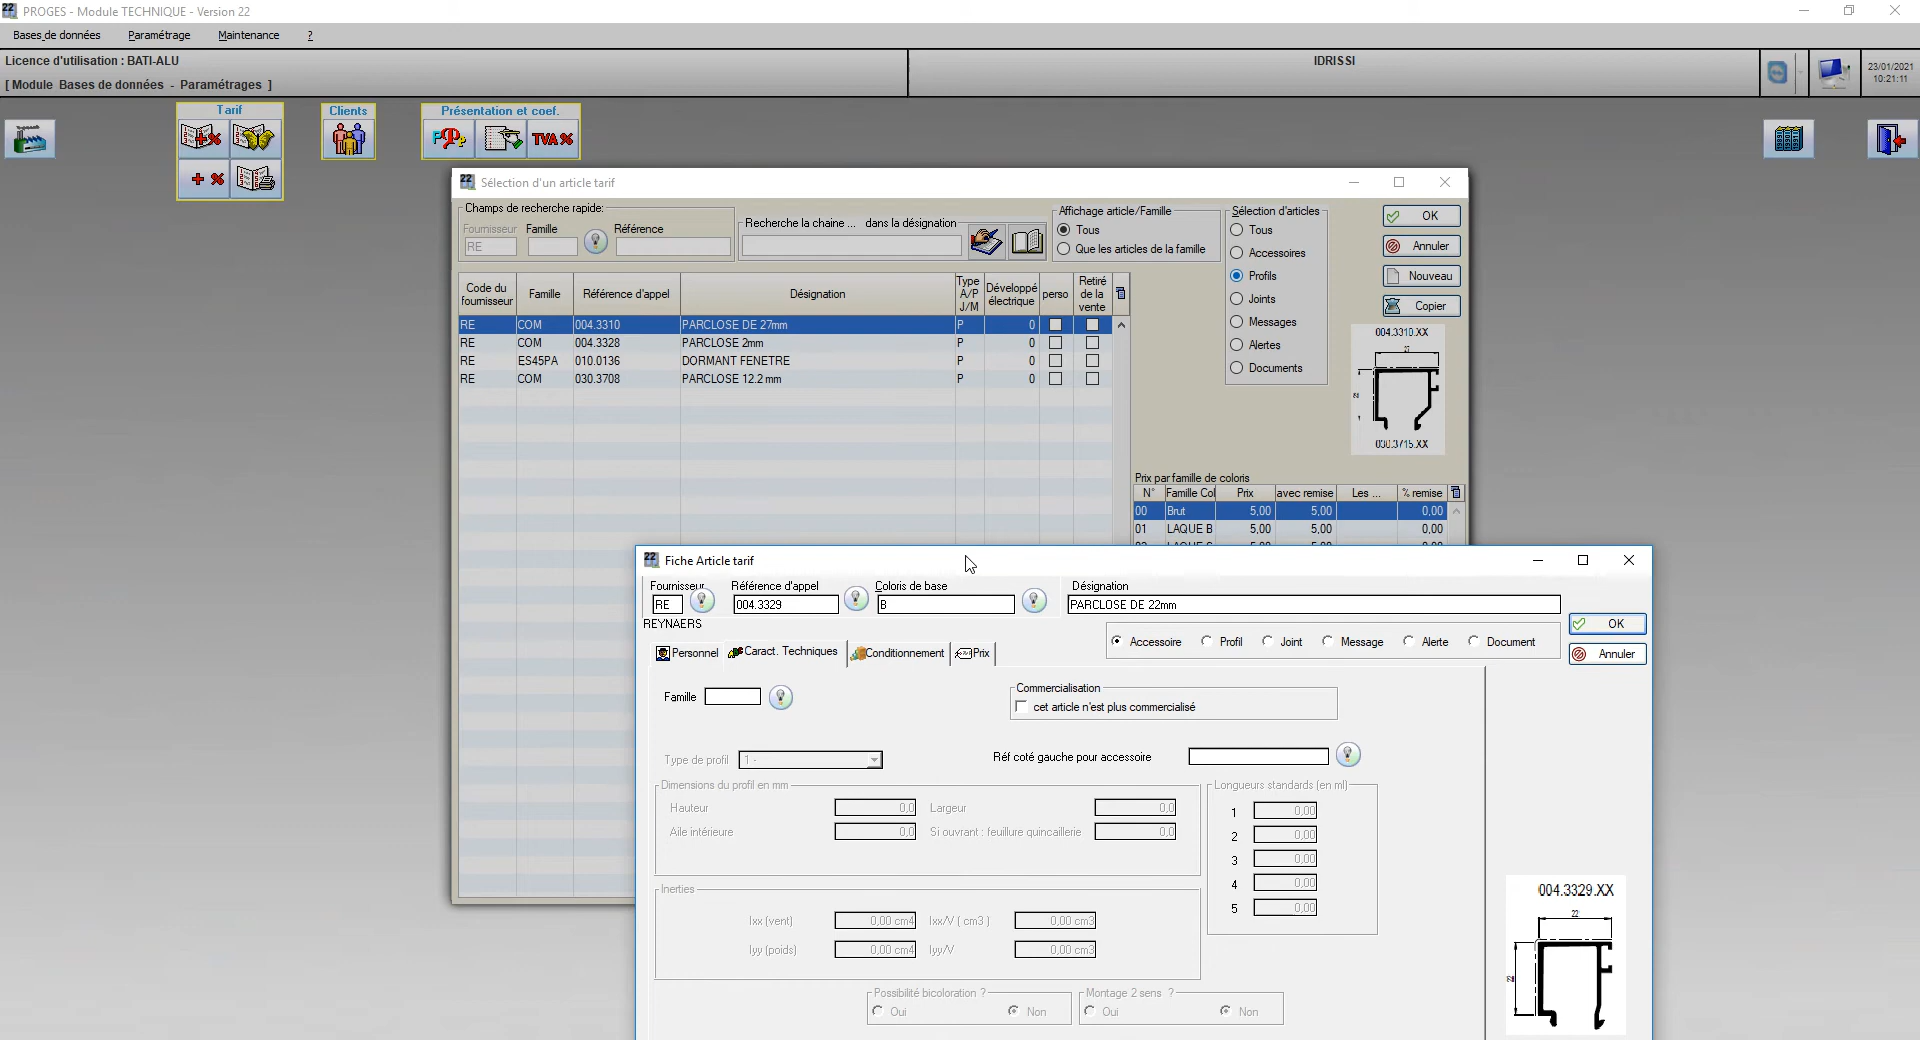 PROGES - Module TECHNIQUE - Version 22
Bases de données Paramétrage Maintenance ?
Licence d'utilisation : BATI-ALU
IDRISSI
[ Module Bases de données - Paramétrages ]
23/01/2021
10:21:11
Tarif
Clients
Présentation et coef.
TVA %
+ %
Sélection d'un article tarif
Champs de recherche rapide:
Fournisseur Famille Référence
RE
Recherche la chaine ... dans la désignation
Affichage article/Famille
Tous
Que les articles de la famille
Sélection d'articles
Tous
Accessoires
Profils
Joints
Messages
Alertes
Documents
OK
Annuler
Nouveau
Copier
Code du fournisseur Famille Référence d'appel Désignation Type A/P J/M Développé électrique perso Retiré de la vente
RE COM 004.3310 PARCLOSE DE 27mm P 0
RE COM 004.3328 PARCLOSE 2mm P 0
RE ES45PA 010.0136 DORMANT FENETRE P 0
RE COM 030.3708 PARCLOSE 12.2 mm P 0
004.3310.XX
27
030.3715.XX
Prix par famille de coloris
N° Famille Col Prix avec remise Les ... % remise
00 Brut 5,00 5,00 0,00
01 LAQUE B 5,00 5,00 0,00
Fiche Article tarif
Fournisseur Référence d'appel Coloris de base Désignation
RE 004.3329 B PARCLOSE DE 22mm
REYNAERS
Accessoire Profil Joint Message Alerte Document
OK
Annuler
Personnel Caract. Techniques Conditionnement Prix
Famille
Commercialisation
cet article n'est plus commercialisé
Type de profil 1 -
Réf coté gauche pour accessoire
Dimensions du profil en mm
Hauteur 0,0 Largeur 0,0
Aile intérieure 0,0 Si ouvrant : feuillure quincaillerie 0,0
Longueurs standards (en ml)
1 0,00
2 0,00
3 0,00
4 0,00
5 0,00
Inerties
Ixx (vent) 0,00 cm4 Ixx/V ( cm3 ) 0,00 cm3
Iyy (poids) 0,00 cm4 Iyy/V 0,00 cm3
Possibilité bicoloration ?
Oui Non
Montage 2 sens ?
Oui Non
004.3329.XX
22